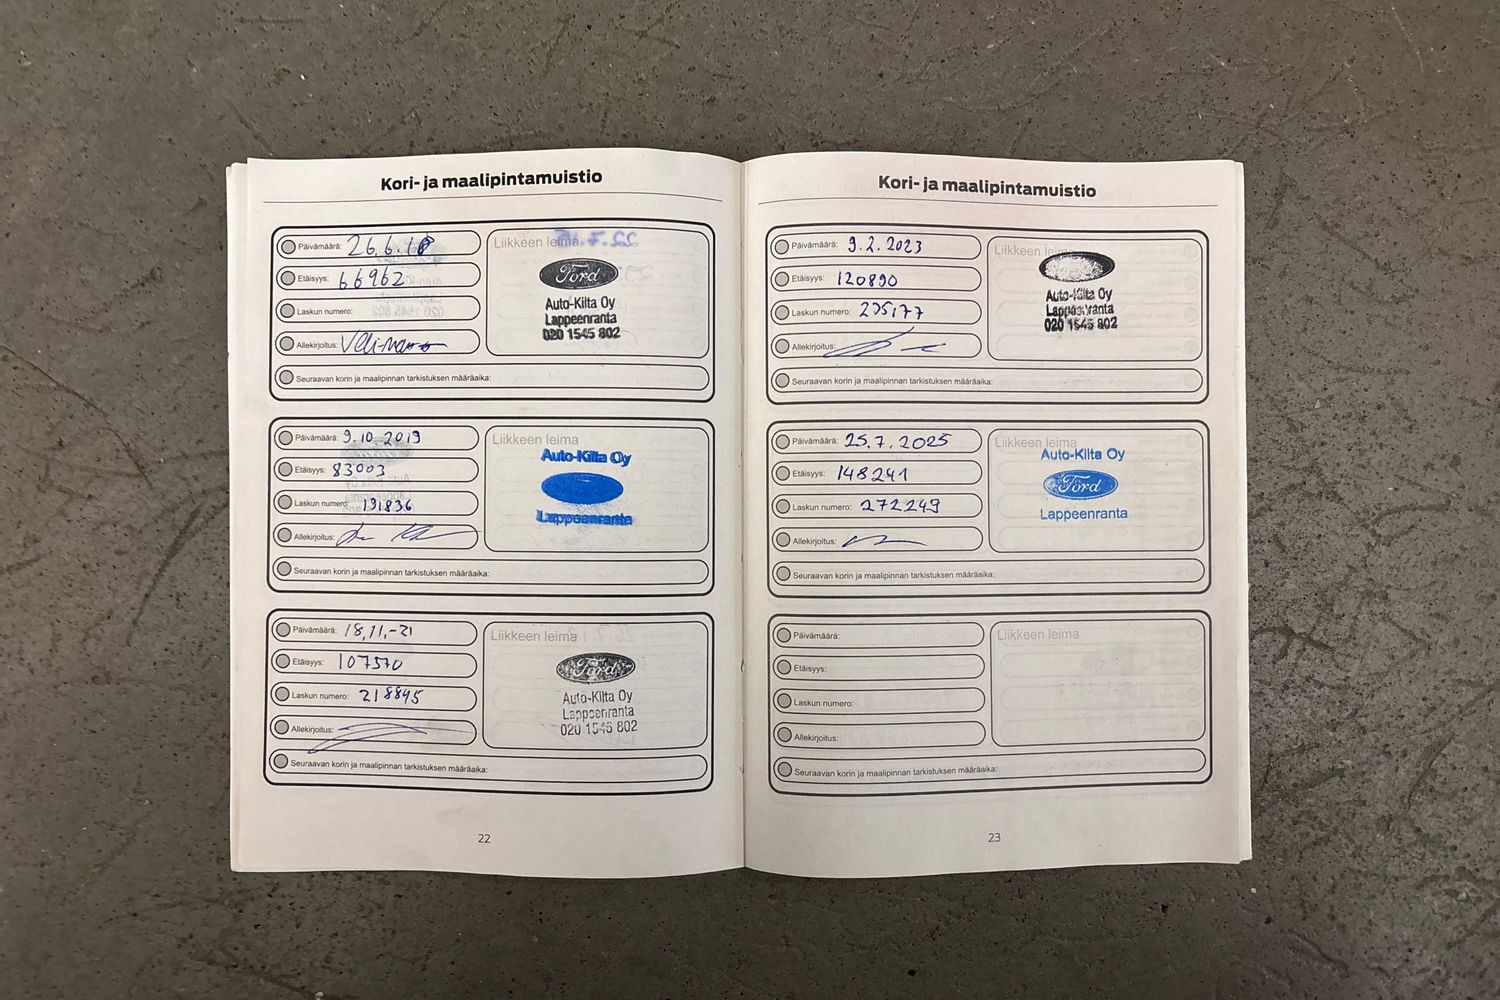 Kori- ja maalipintamuistio
Päivämäärä: 26.6.18
Etäisyys: 66962
Laskun numero:
Allekirjoitus:
Seuraavan korin ja maalipinnan tarkistuksen määräaika:
Liikkeen leima
Ford
Auto-Kilta Oy
Lappeenranta
020 1545 802
Päivämäärä: 9.10.2019
Etäisyys: 83003
Laskun numero: 191836
Allekirjoitus:
Seuraavan korin ja maalipinnan tarkistuksen määräaika:
Liikkeen leima
Auto-Kilta Oy
Lappeenranta
Päivämäärä: 18,11,-21
Etäisyys: 107570
Laskun numero: 218845
Allekirjoitus:
Seuraavan korin ja maalipinnan tarkistuksen määräaika:
Liikkeen leima
Ford
Auto-Kilta Oy
Lappeenranta
020 1545 802
22
Kori- ja maalipintamuistio
Päivämäärä: 9.2.2023
Etäisyys: 120890
Laskun numero: 235177
Allekirjoitus:
Seuraavan korin ja maalipinnan tarkistuksen määräaika:
Liikkeen leima
Auto-Kilta Oy
Lappeenranta
020 1545 802
Päivämäärä: 25.7.2025
Etäisyys: 148241
Laskun numero: 272249
Allekirjoitus:
Seuraavan korin ja maalipinnan tarkistuksen määräaika:
Liikkeen leima
Auto-Kilta Oy
Ford
Lappeenranta
Päivämäärä:
Etäisyys:
Laskun numero:
Allekirjoitus:
Seuraavan korin ja maalipinnan tarkistuksen määräaika:
Liikkeen leima
23